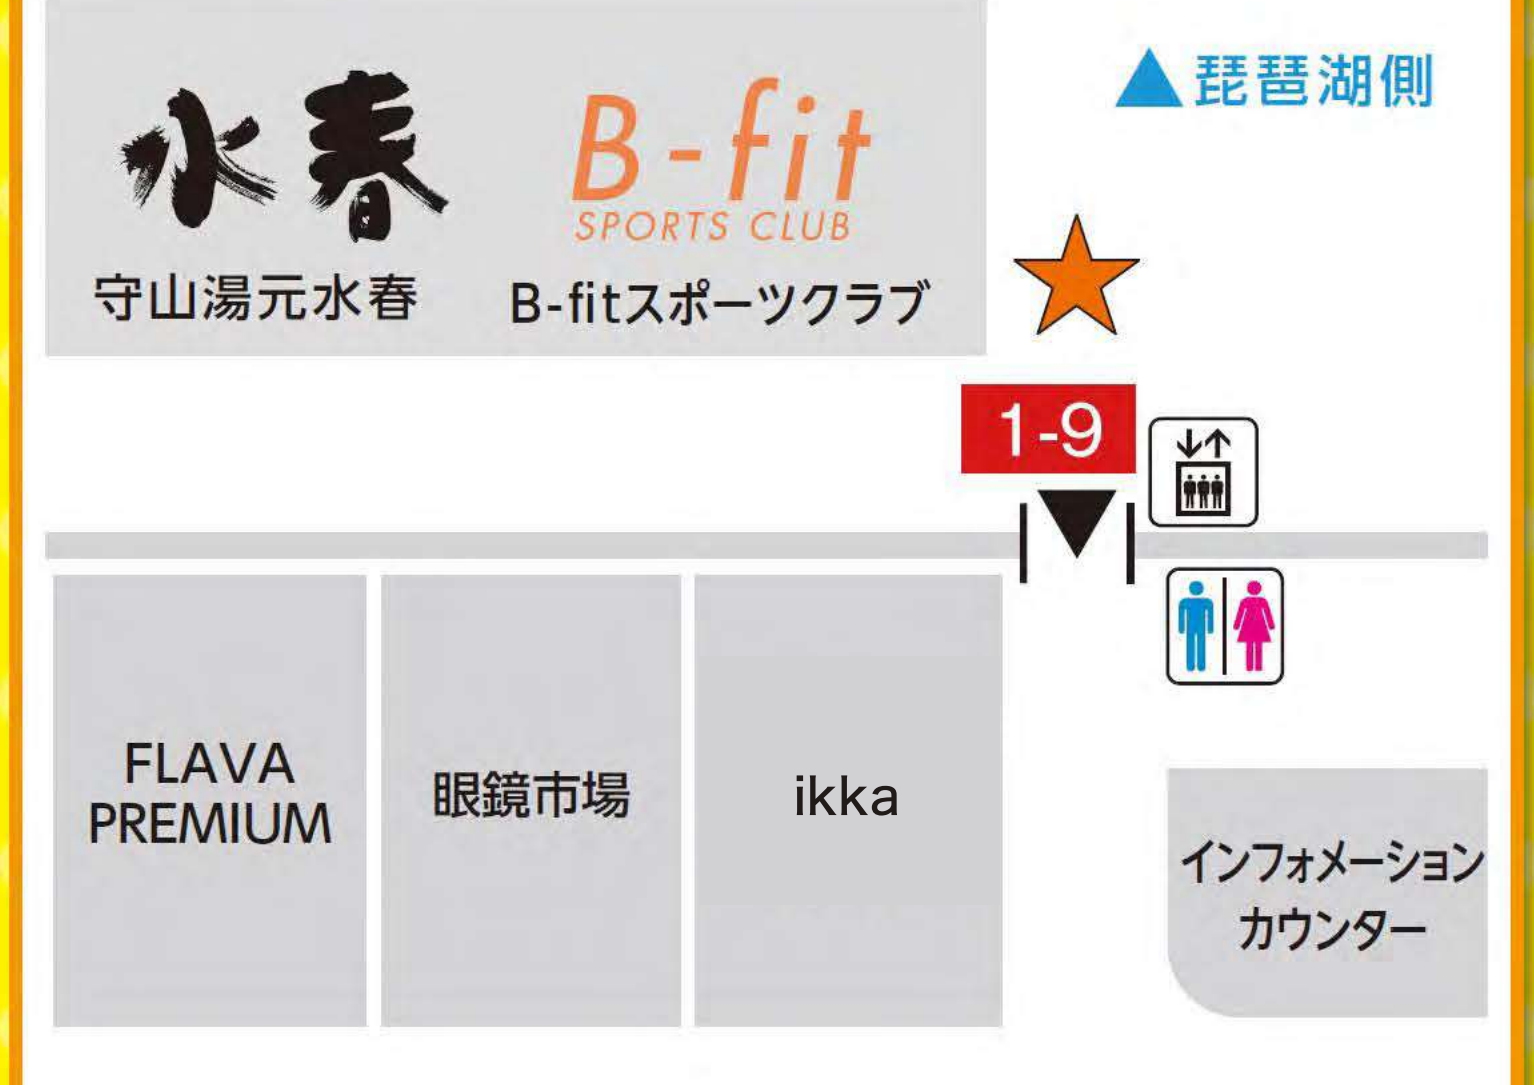 ▲琵琶湖側
水春
B-fit
SPORTS CLUB
守山湯元水春
B-fitスポーツクラブ
1-9
FLAVA
PREMIUM
眼鏡市場
ikka
インフォメーション
カウンター